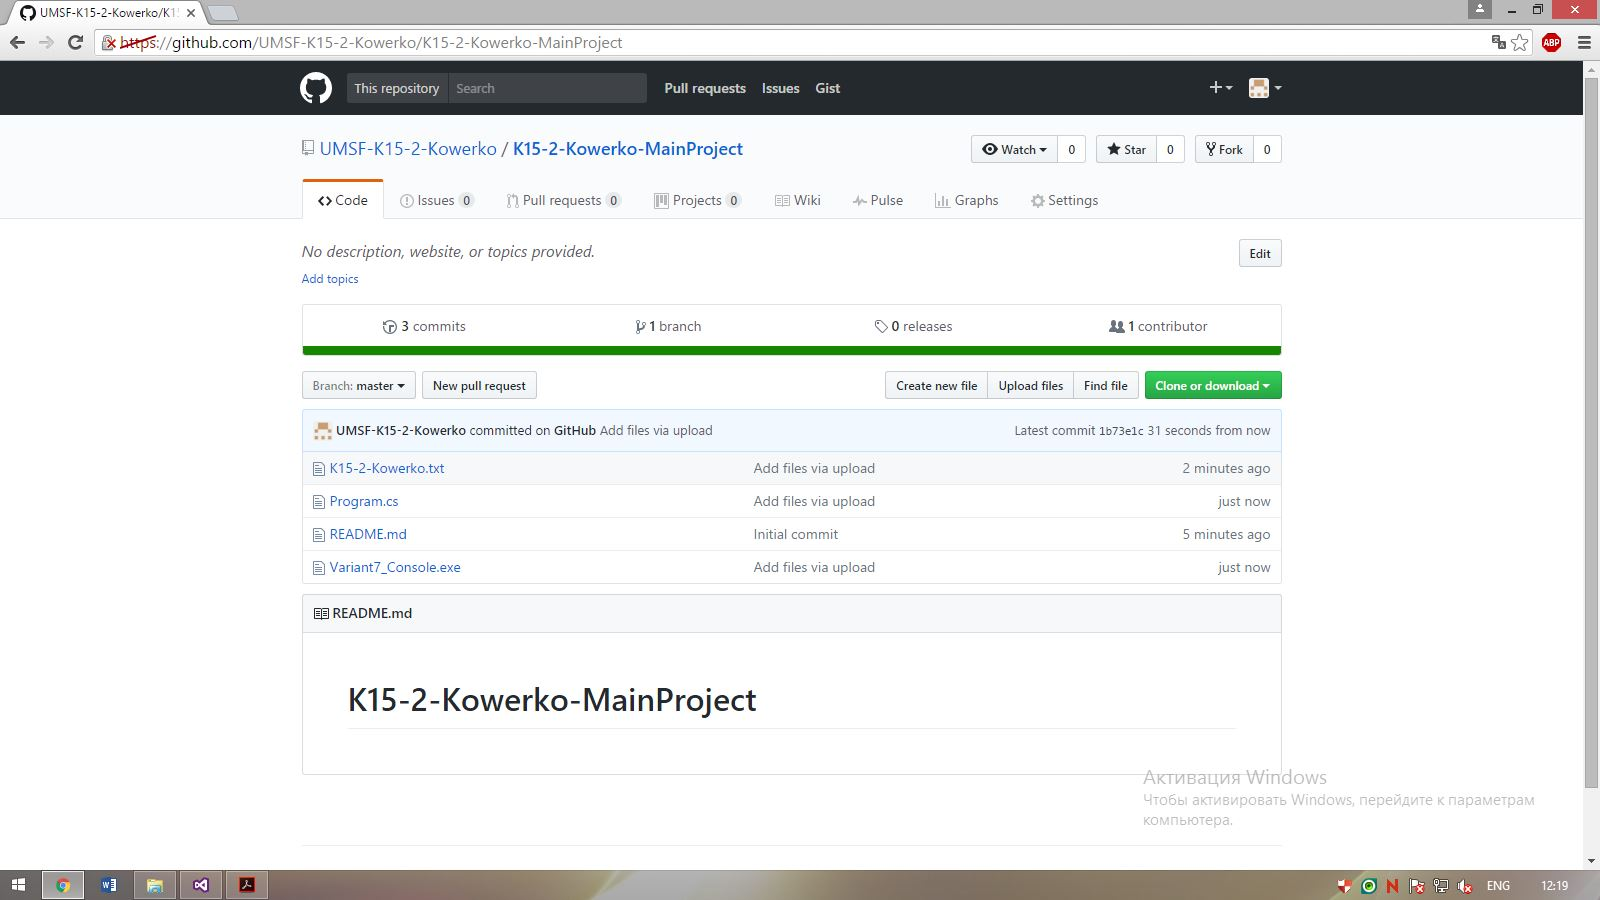 UMSF-K15-2-Kowerko/K15
https://github.com/UMSF-K15-2-Kowerko/K15-2-Kowerko-MainProject
ABP
This repository Search Pull requests Issues Gist
UMSF-K15-2-Kowerko / K15-2-Kowerko-MainProject
Watch 0 Star 0 Fork 0
Code Issues 0 Pull requests 0 Projects 0 Wiki Pulse Graphs Settings
No description, website, or topics provided.
Edit
Add topics
3 commits 1 branch 0 releases 1 contributor
Branch: master New pull request Create new file Upload files Find file Clone or download
UMSF-K15-2-Kowerko committed on GitHub Add files via upload Latest commit 1b73e1c 31 seconds from now
K15-2-Kowerko.txt Add files via upload 2 minutes ago
Program.cs Add files via upload just now
README.md Initial commit 5 minutes ago
Variant7_Console.exe Add files via upload just now
README.md
K15-2-Kowerko-MainProject
Активация Windows
Чтобы активировать Windows, перейдите к параметрам
компьютера.
ENG 12:19